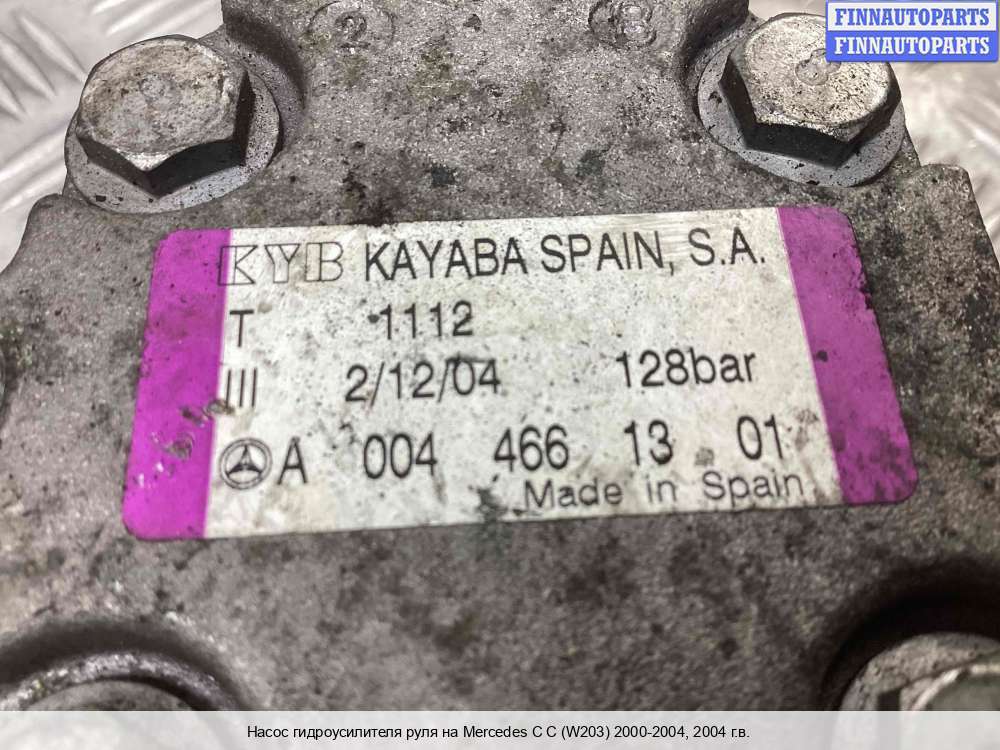 FINNAUTOPARTS
FINNAUTOPARTS
KYB KAYABA SPAIN, S.A.
T 1112
III 2/12/04 128bar
A 004 466 13 01
Made in Spain
Насос гидроусилителя руля на Mercedes C C (W203) 2000-2004, 2004 г.в.